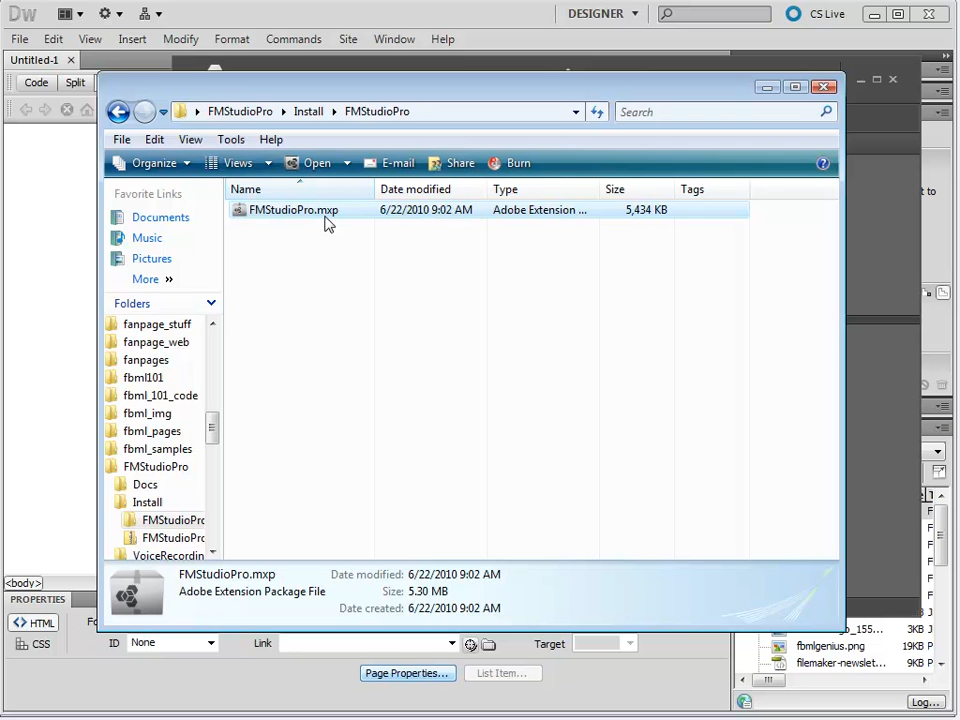 Dw
DESIGNER
CS Live
File Edit View Insert Modify Format Commands Site Window Help
Untitled-1
Code Split
FMStudioPro Install FMStudioPro
Search
File Edit View Tools Help
Organize Views Open E-mail Share Burn
Favorite Links
Documents
Music
Pictures
More »
Folders
fanpage_stuff
fanpage_web
fanpages
fbml101
fbml_101_code
fbml_img
fbml_pages
fbml_samples
FMStudioPro
Docs
Install
FMStudioPro
FMStudioPro
VoiceRecordin
Name Date modified Type Size Tags
FMStudioPro.mxp 6/22/2010 9:02 AM Adobe Extension ... 5,434 KB
FMStudioPro.mxp Date modified: 6/22/2010 9:02 AM
Adobe Extension Package File Size: 5.30 MB
Date created: 6/22/2010 9:02 AM
<body>
PROPERTIES
<> HTML
CSS
ID None Link Target
Page Properties... List Item...
ct to
3KB
fbmlgenius.png 19KB
filemaker-newslet... 9KB
Log...